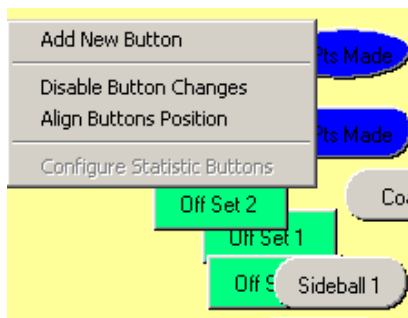 Add New Button
Pts Made
Disable Button Changes
Align Buttons Position
Pts Made
Configure Statistic Buttons
Off Set 2
Off Set 1
Off
Sideball 1